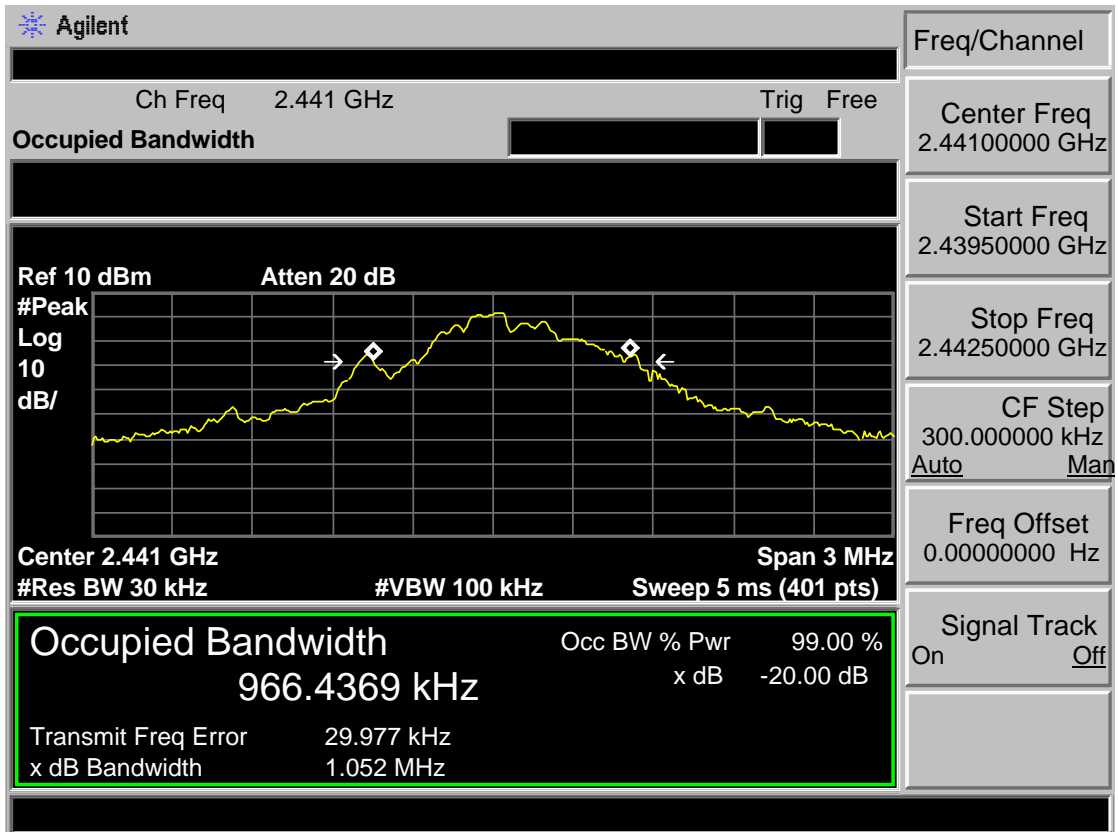 Agilent
Freq/Channel
Ch Freq 2.441 GHz Trig Free
Occupied Bandwidth
Center Freq
2.44100000 GHz
Start Freq
2.43950000 GHz
Stop Freq
2.44250000 GHz
CF Step
300.000000 kHz
Auto Man
Freq Offset
0.00000000 Hz
Signal Track
On Off
Ref 10 dBm Atten 20 dB
#Peak
Log
10
dB/
Center 2.441 GHz Span 3 MHz
#Res BW 30 kHz #VBW 100 kHz Sweep 5 ms (401 pts)
Occupied Bandwidth Occ BW % Pwr 99.00 %
966.4369 kHz x dB -20.00 dB
Transmit Freq Error 29.977 kHz
x dB Bandwidth 1.052 MHz